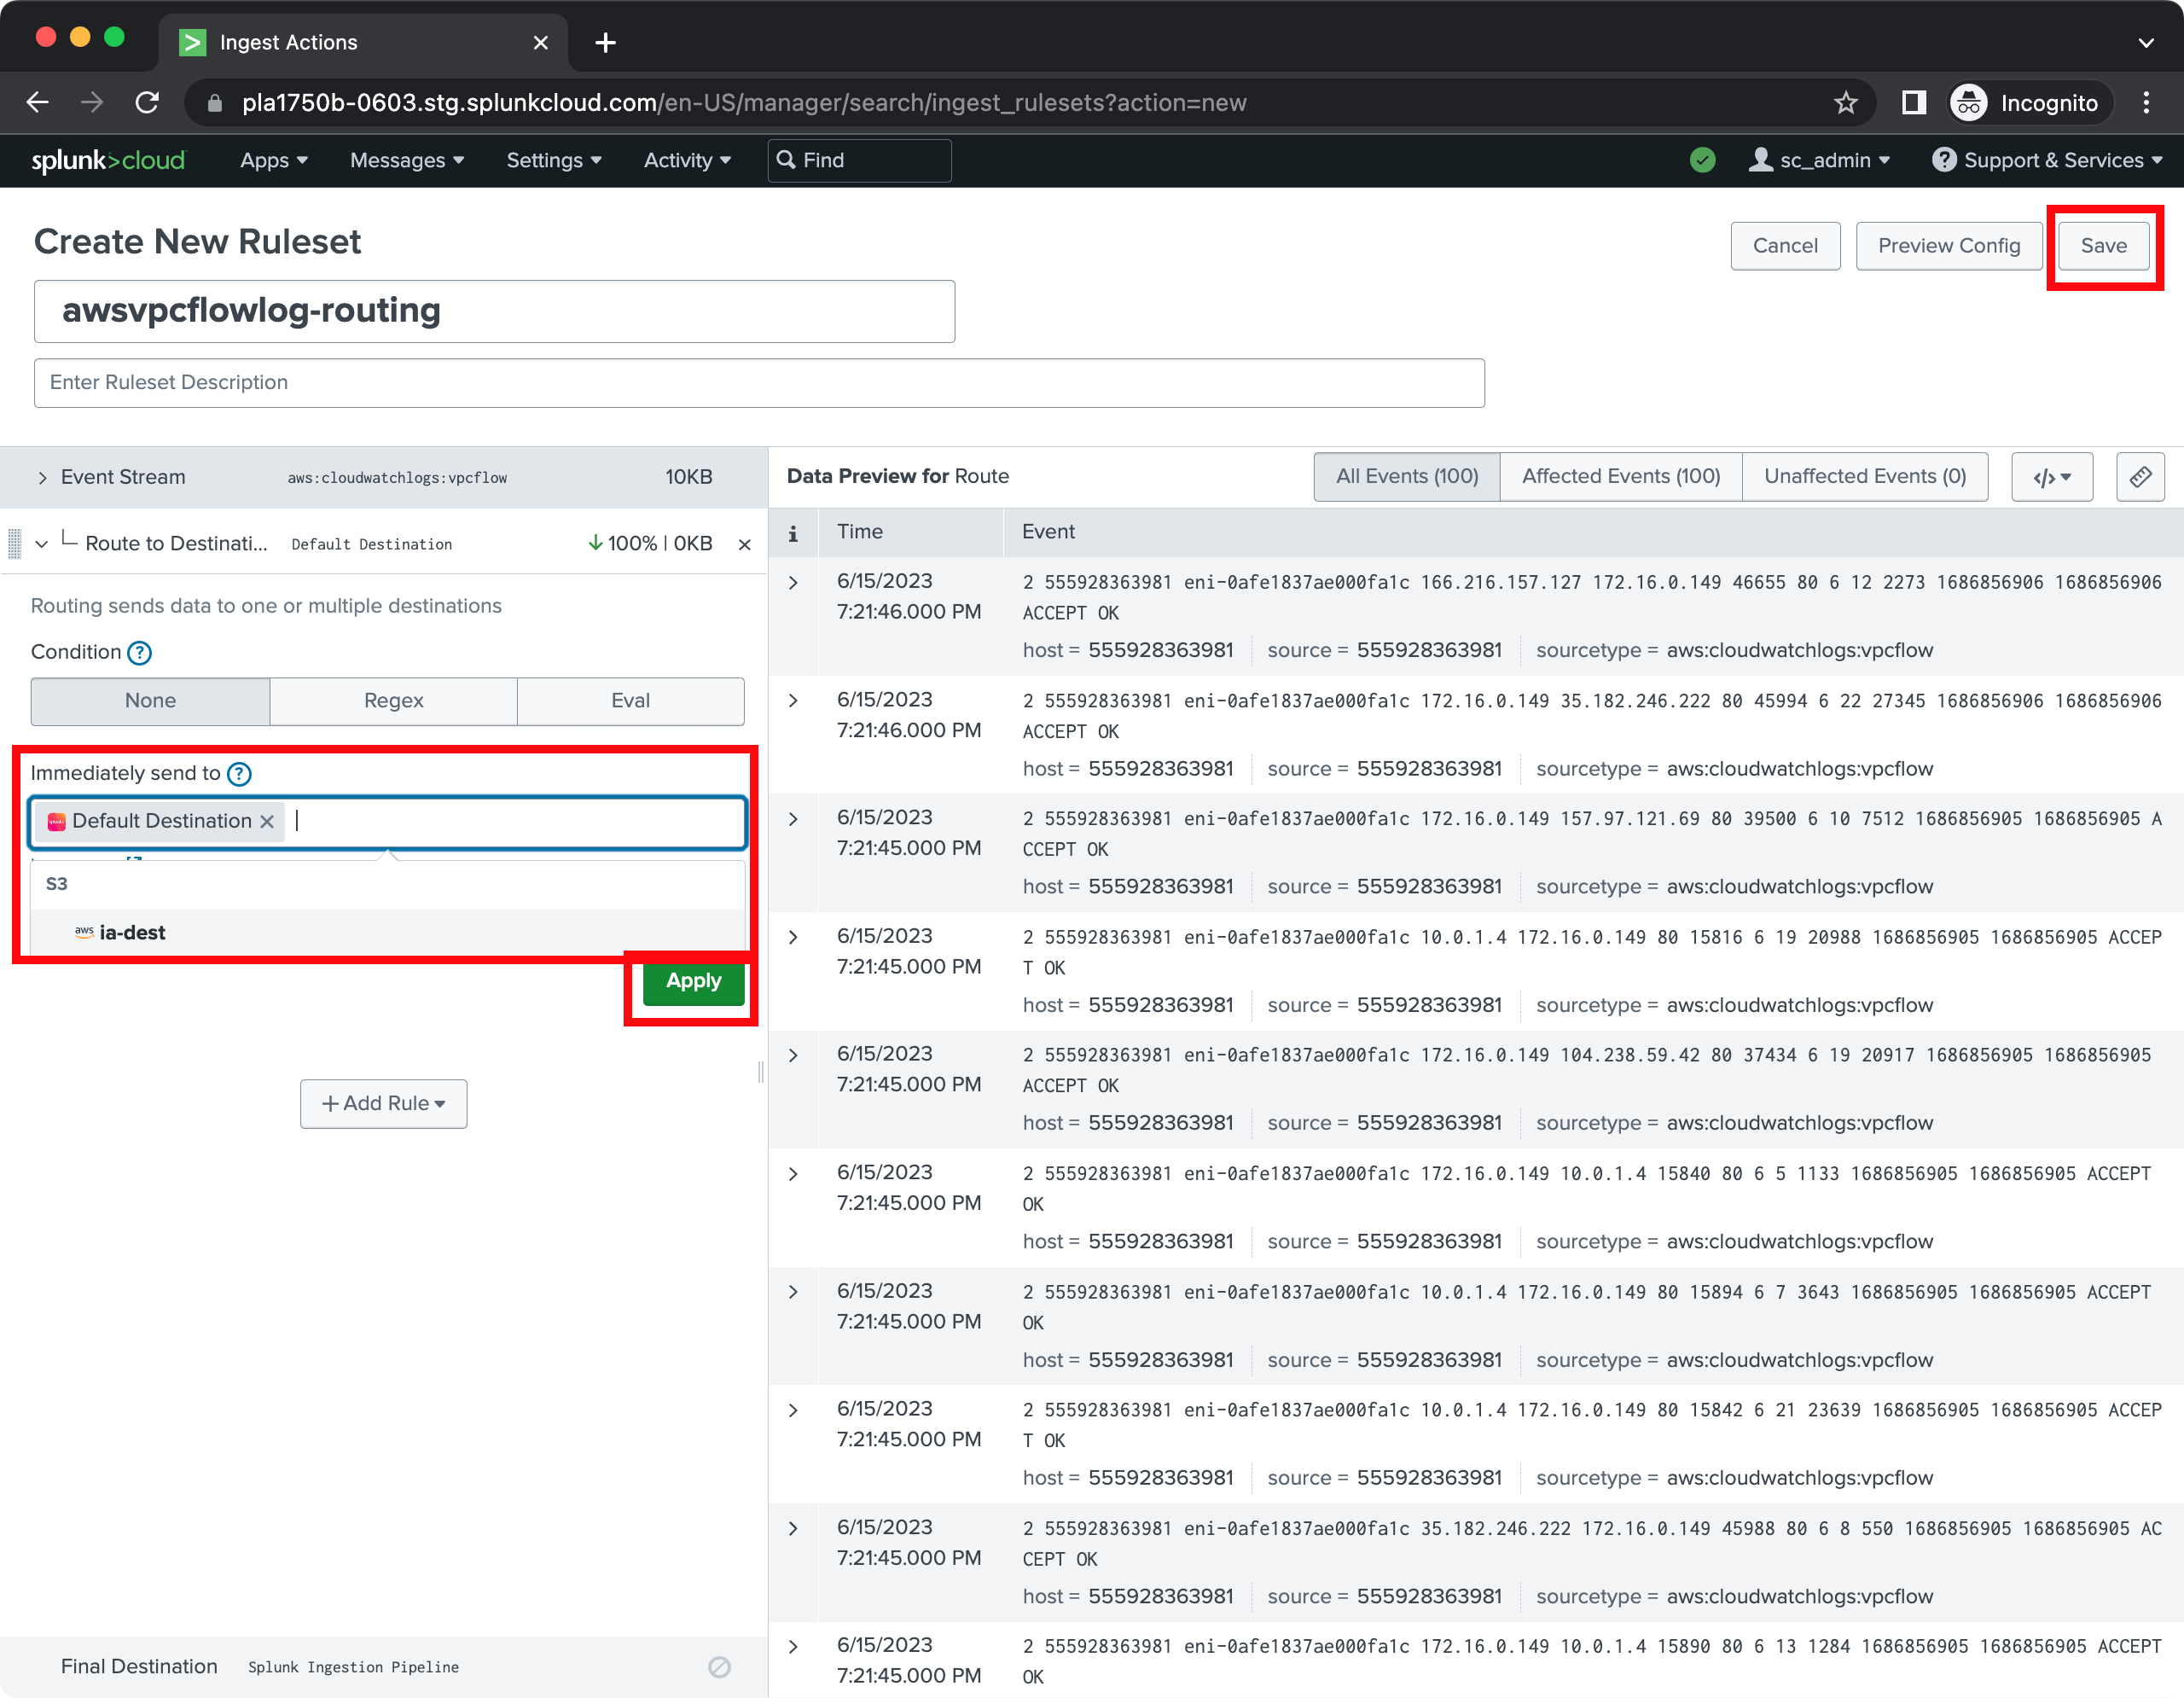 Ingest Actions
pla1750b-0603.stg.splunkcloud.com/en-US/manager/search/ingest_rulesets?action=new
Incognito
splunk>cloud Apps Messages Settings Activity Find sc_admin Support & Services
Create New Ruleset
Cancel Preview Config Save
awsvpcflowlog-routing
Enter Ruleset Description
Event Stream aws:cloudwatchlogs:vpcflow 10KB
Route to Destinati... Default Destination 100% | 0KB
Routing sends data to one or multiple destinations
Condition ?
None Regex Eval
Immediately send to ?
Default Destination
S3
aws ia-dest
Apply
+ Add Rule
Final Destination Splunk Ingestion Pipeline
Data Preview for Route
All Events (100) Affected Events (100) Unaffected Events (0) </>
i Time Event
6/15/2023
7:21:46.000 PM
2 555928363981 eni-0afe1837ae000fa1c 166.216.157.127 172.16.0.149 46655 80 6 12 2273 1686856906 1686856906
ACCEPT OK
host = 555928363981 source = 555928363981 sourcetype = aws:cloudwatchlogs:vpcflow
6/15/2023
7:21:46.000 PM
2 555928363981 eni-0afe1837ae000fa1c 172.16.0.149 35.182.246.222 80 45994 6 22 27345 1686856906 1686856906
ACCEPT OK
host = 555928363981 source = 555928363981 sourcetype = aws:cloudwatchlogs:vpcflow
6/15/2023
7:21:45.000 PM
2 555928363981 eni-0afe1837ae000fa1c 172.16.0.149 157.97.121.69 80 39500 6 10 7512 1686856905 1686856905 A
CCEPT OK
host = 555928363981 source = 555928363981 sourcetype = aws:cloudwatchlogs:vpcflow
6/15/2023
7:21:45.000 PM
2 555928363981 eni-0afe1837ae000fa1c 10.0.1.4 172.16.0.149 80 15816 6 19 20988 1686856905 1686856905 ACCEP
T OK
host = 555928363981 source = 555928363981 sourcetype = aws:cloudwatchlogs:vpcflow
6/15/2023
7:21:45.000 PM
2 555928363981 eni-0afe1837ae000fa1c 172.16.0.149 104.238.59.42 80 37434 6 19 20917 1686856905 1686856905
ACCEPT OK
host = 555928363981 source = 555928363981 sourcetype = aws:cloudwatchlogs:vpcflow
6/15/2023
7:21:45.000 PM
2 555928363981 eni-0afe1837ae000fa1c 172.16.0.149 10.0.1.4 15840 80 6 5 1133 1686856905 1686856905 ACCEPT
OK
host = 555928363981 source = 555928363981 sourcetype = aws:cloudwatchlogs:vpcflow
6/15/2023
7:21:45.000 PM
2 555928363981 eni-0afe1837ae000fa1c 10.0.1.4 172.16.0.149 80 15894 6 7 3643 1686856905 1686856905 ACCEPT
OK
host = 555928363981 source = 555928363981 sourcetype = aws:cloudwatchlogs:vpcflow
6/15/2023
7:21:45.000 PM
2 555928363981 eni-0afe1837ae000fa1c 10.0.1.4 172.16.0.149 80 15842 6 21 23639 1686856905 1686856905 ACCEP
T OK
host = 555928363981 source = 555928363981 sourcetype = aws:cloudwatchlogs:vpcflow
6/15/2023
7:21:45.000 PM
2 555928363981 eni-0afe1837ae000fa1c 35.182.246.222 172.16.0.149 45988 80 6 8 550 1686856905 1686856905 AC
CEPT OK
host = 555928363981 source = 555928363981 sourcetype = aws:cloudwatchlogs:vpcflow
6/15/2023
7:21:45.000 PM
2 555928363981 eni-0afe1837ae000fa1c 172.16.0.149 10.0.1.4 15890 80 6 13 1284 1686856905 1686856905 ACCEPT
OK